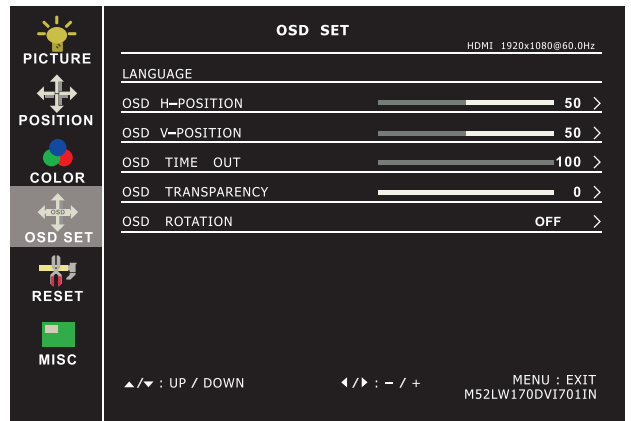 PICTURE
POSITION
COLOR
OSD
OSD SET
RESET
MISC
OSD SET
HDMI 1920x1080@60.0Hz
LANGUAGE
OSD H-POSITION 50 >
OSD V-POSITION 50 >
OSD TIME OUT 100 >
OSD TRANSPARENCY 0 >
OSD ROTATION OFF >
▲/▼ : UP / DOWN ◀/▶ : - / + MENU : EXIT
M52LW170DVI701IN